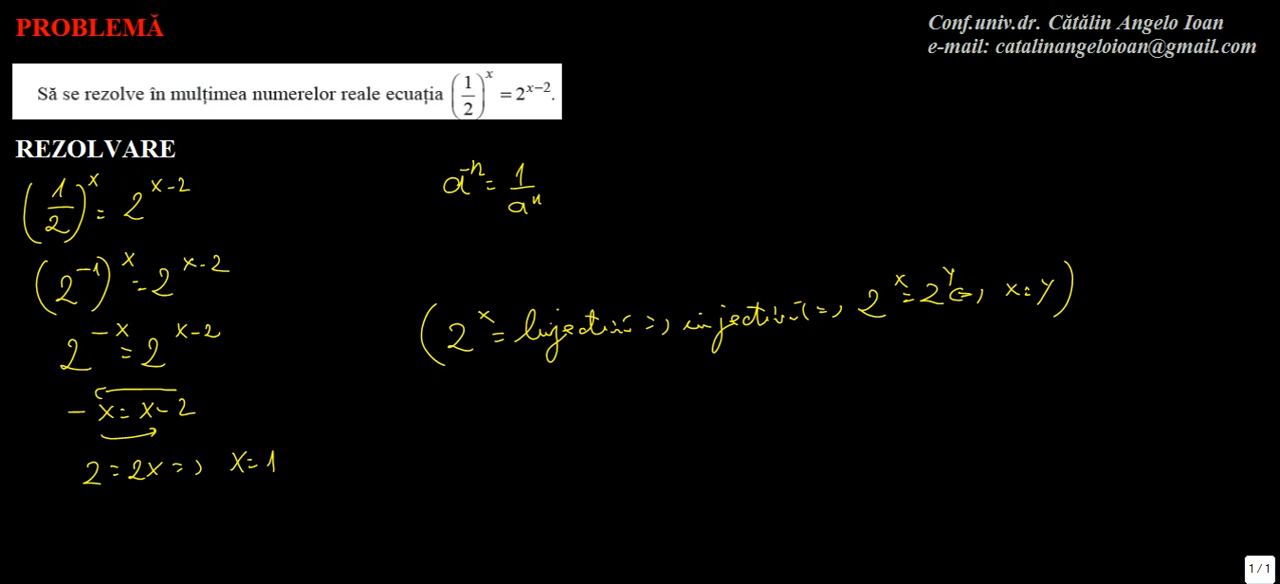 PROBLEMĂ
Conf.univ.dr. Cătălin Angelo Ioan
e-mail: catalinangeloioan@gmail.com
Să se rezolve în mulțimea numerelor reale ecuația (1/2)^x = 2^{x-2}.
REZOLVARE
(1/2)^x = 2^{x-2}
a^{-n} = 1/a^n
(2^{-1})^x = 2^{x-2}
(2^x = bijectivă => injectivă => 2^x = 2^y => x = y)
2^{-x} = 2^{x-2}
-x = x-2
2 = 2x => x = 1
1/1